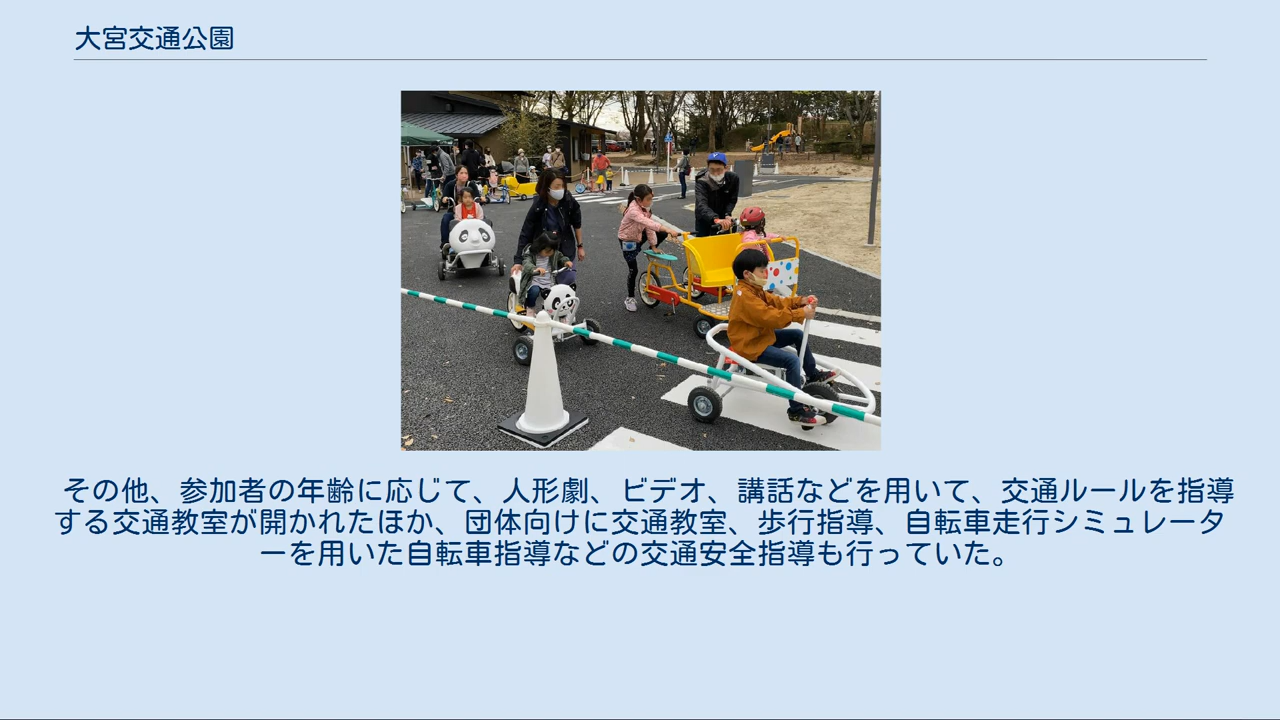 大宮交通公園
その他、参加者の年齢に応じて、人形劇、ビデオ、講話などを用いて、交通ルールを指導
する交通教室が開かれたほか、団体向けに交通教室、歩行指導、自転車走行シミュレータ
ーを用いた自転車指導などの交通安全指導も行っていた。